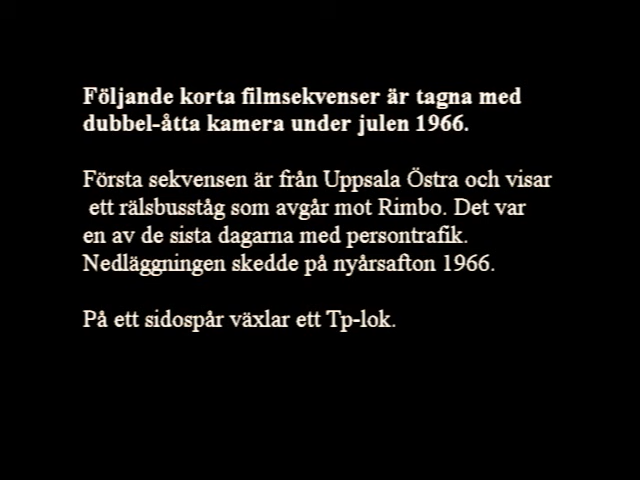 Följande korta filmsekvenser är tagna med
dubbel-åtta kamera under julen 1966.
Första sekvensen är från Uppsala Östra och visar
ett rälsbusståg som avgår mot Rimbo. Det var
en av de sista dagarna med persontrafik.
Nedläggningen skedde på nyårsafton 1966.
På ett sidospår växlar ett Tp-lok.